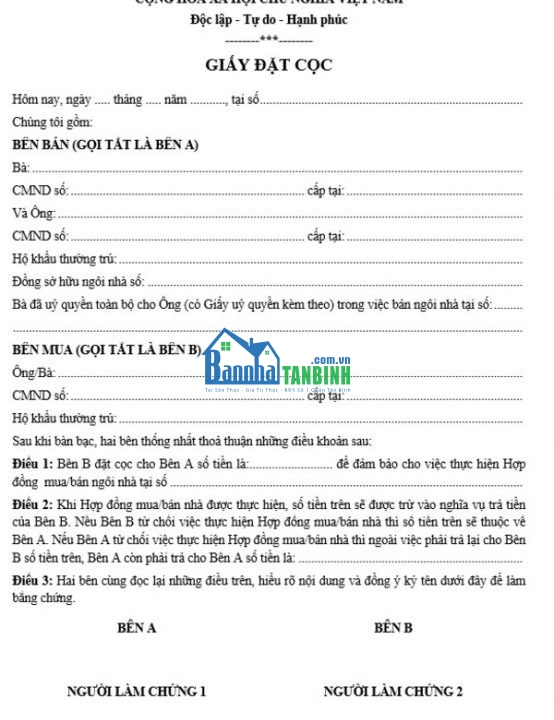 CỘNG HÒA XÃ HỘI CHỦ NGHĨA VIỆT NAM
Độc lập - Tự do - Hạnh phúc
--------***--------
GIẤY ĐẶT CỌC
Hôm nay, ngày ..... tháng ..... năm ..........., tại số....................
Chúng tôi gồm:
BÊN BÁN (GỌI TẮT LÀ BÊN A)
Bà: ....................
CMND số: .................... cấp tại: ....................
Và Ông: ....................
CMND số: .................... cấp tại: ....................
Hộ khẩu thường trú: ....................
Đồng sở hữu ngôi nhà số: ....................
Bà đã uỷ quyền toàn bộ cho Ông (có Giấy uỷ quyền kèm theo) trong việc bán ngôi nhà tại số: .........
....................
BÊN MUA (GỌI TẮT LÀ BÊN B)
BannhaTANBINH.com.vn
Tài Sản Thực - Giá Trị Thực - BĐS Số 1 Quận Tân Bình
Ông/Bà: ....................
CMND số: .................... cấp tại: ....................
Hộ khẩu thường trú: ....................
Sau khi bàn bạc, hai bên thống nhất thoả thuận những điều khoản sau:
Điều 1: Bên B đặt cọc cho Bên A số tiền là:.................... để đảm bảo cho việc thực hiện Hợp
đồng mua/bán ngôi nhà tại số ....................
Điều 2: Khi Hợp đồng mua/bán nhà được thực hiện, số tiền trên sẽ được trừ vào nghĩa vụ trả tiền
của Bên B. Nếu Bên B từ chối việc thực hiện Hợp đồng mua/bán nhà thì số tiền trên sẽ thuộc về
Bên A. Nếu Bên A từ chối việc thực hiện Hợp đồng mua/bán nhà thì ngoài việc phải trả lại cho Bên
B số tiền trên, Bên A còn phải trả cho Bên A số tiền là: ....................
Điều 3: Hai bên cùng đọc lại những điều trên, hiểu rõ nội dung và đồng ý ký tên dưới đây để làm
bằng chứng.
BÊN A BÊN B
NGƯỜI LÀM CHỨNG 1 NGƯỜI LÀM CHỨNG 2